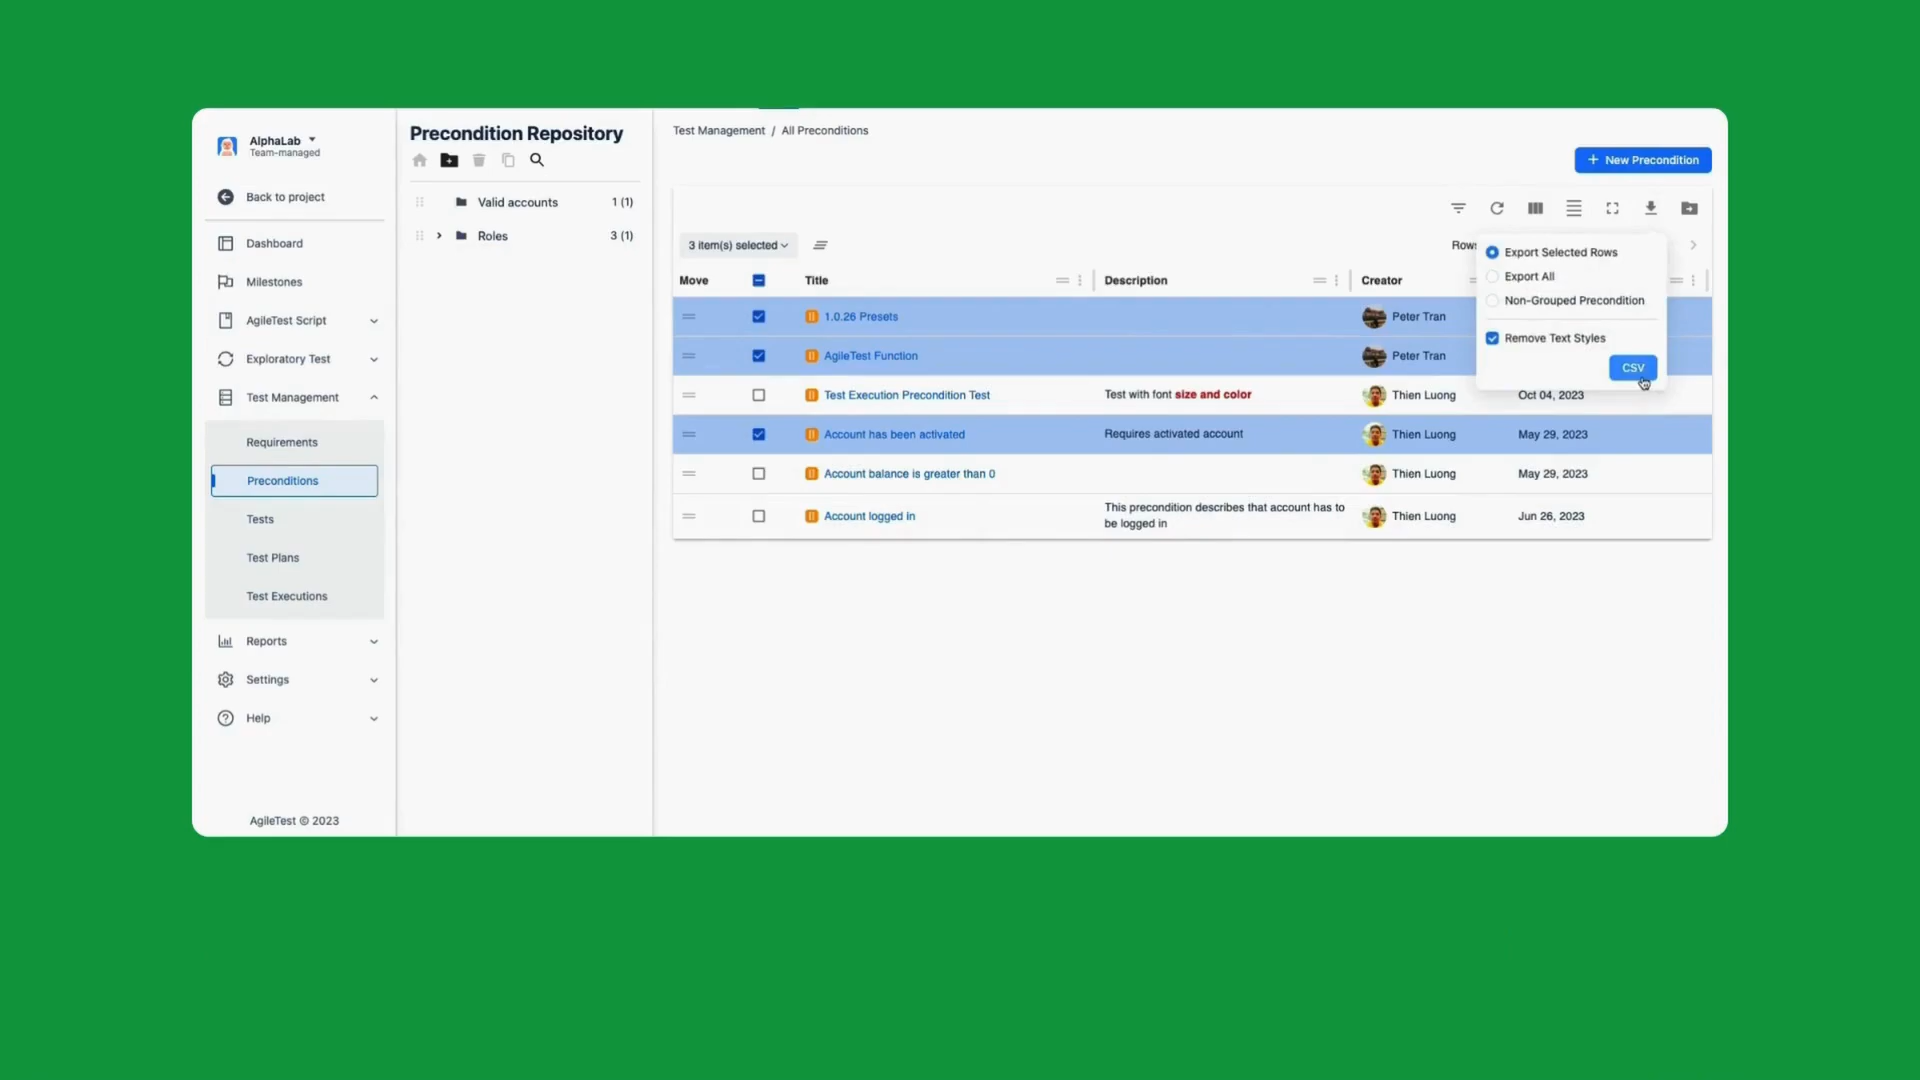 AlphaLab
Team-managed
Back to project
Dashboard
Milestones
AgileTest Script
Exploratory Test
Test Management
Requirements
Preconditions
Tests
Test Plans
Test Executions
Reports
Settings
Help
AgileTest © 2023
Precondition Repository
Valid accounts 1 (1)
Roles 3 (1)
Test Management / All Preconditions
+ New Precondition
3 item(s) selected
Rows
Export Selected Rows
Export All
Non-Grouped Precondition
Remove Text Styles
CSV
Move Title Description Creator
1.0.26 Presets Peter Tran
AgileTest Function Peter Tran
Test Execution Precondition Test Test with font size and color Thien Luong Oct 04, 2023
Account has been activated Requires activated account Thien Luong May 29, 2023
Account balance is greater than 0 Thien Luong May 29, 2023
Account logged in This precondition describes that account has to
be logged in Thien Luong Jun 26, 2023